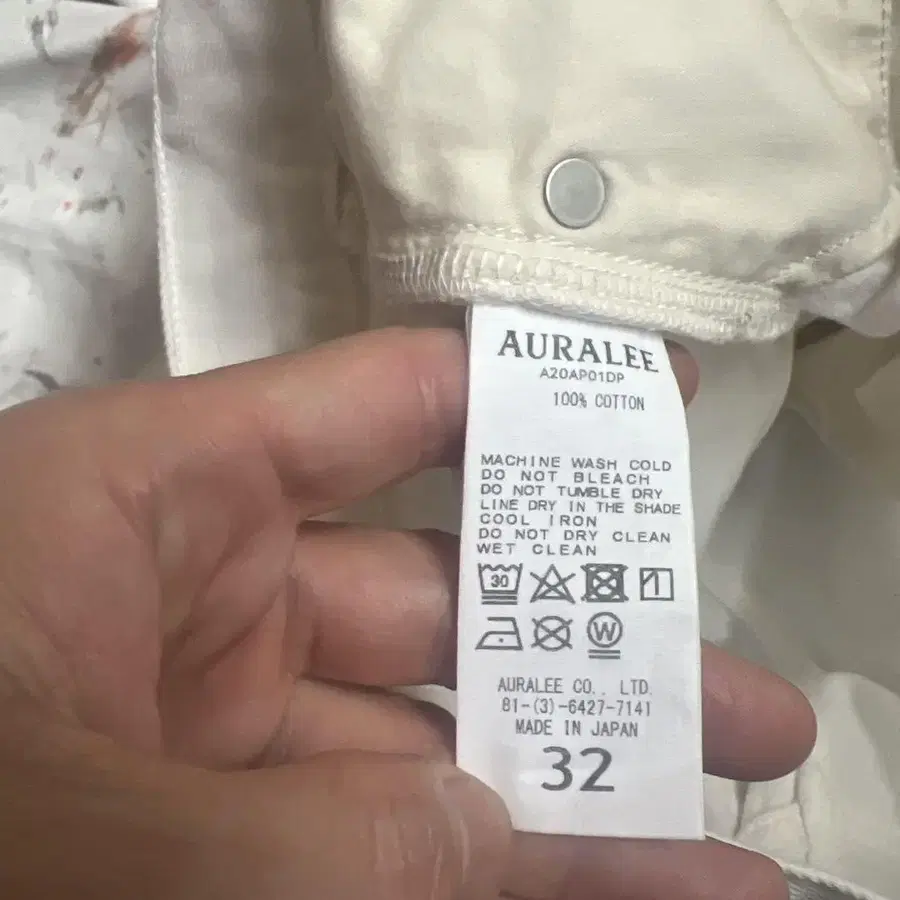 AURALEE
A20AP01DP
100% COTTON
MACHINE WASH COLD
DO NOT BLEACH
DO NOT TUMBLE DRY
LINE DRY IN THE SHADE
COOL IRON
DO NOT DRY CLEAN
WET CLEAN
30
W
AURALEE CO., LTD.
81-(3)-6427-7141
MADE IN JAPAN
32